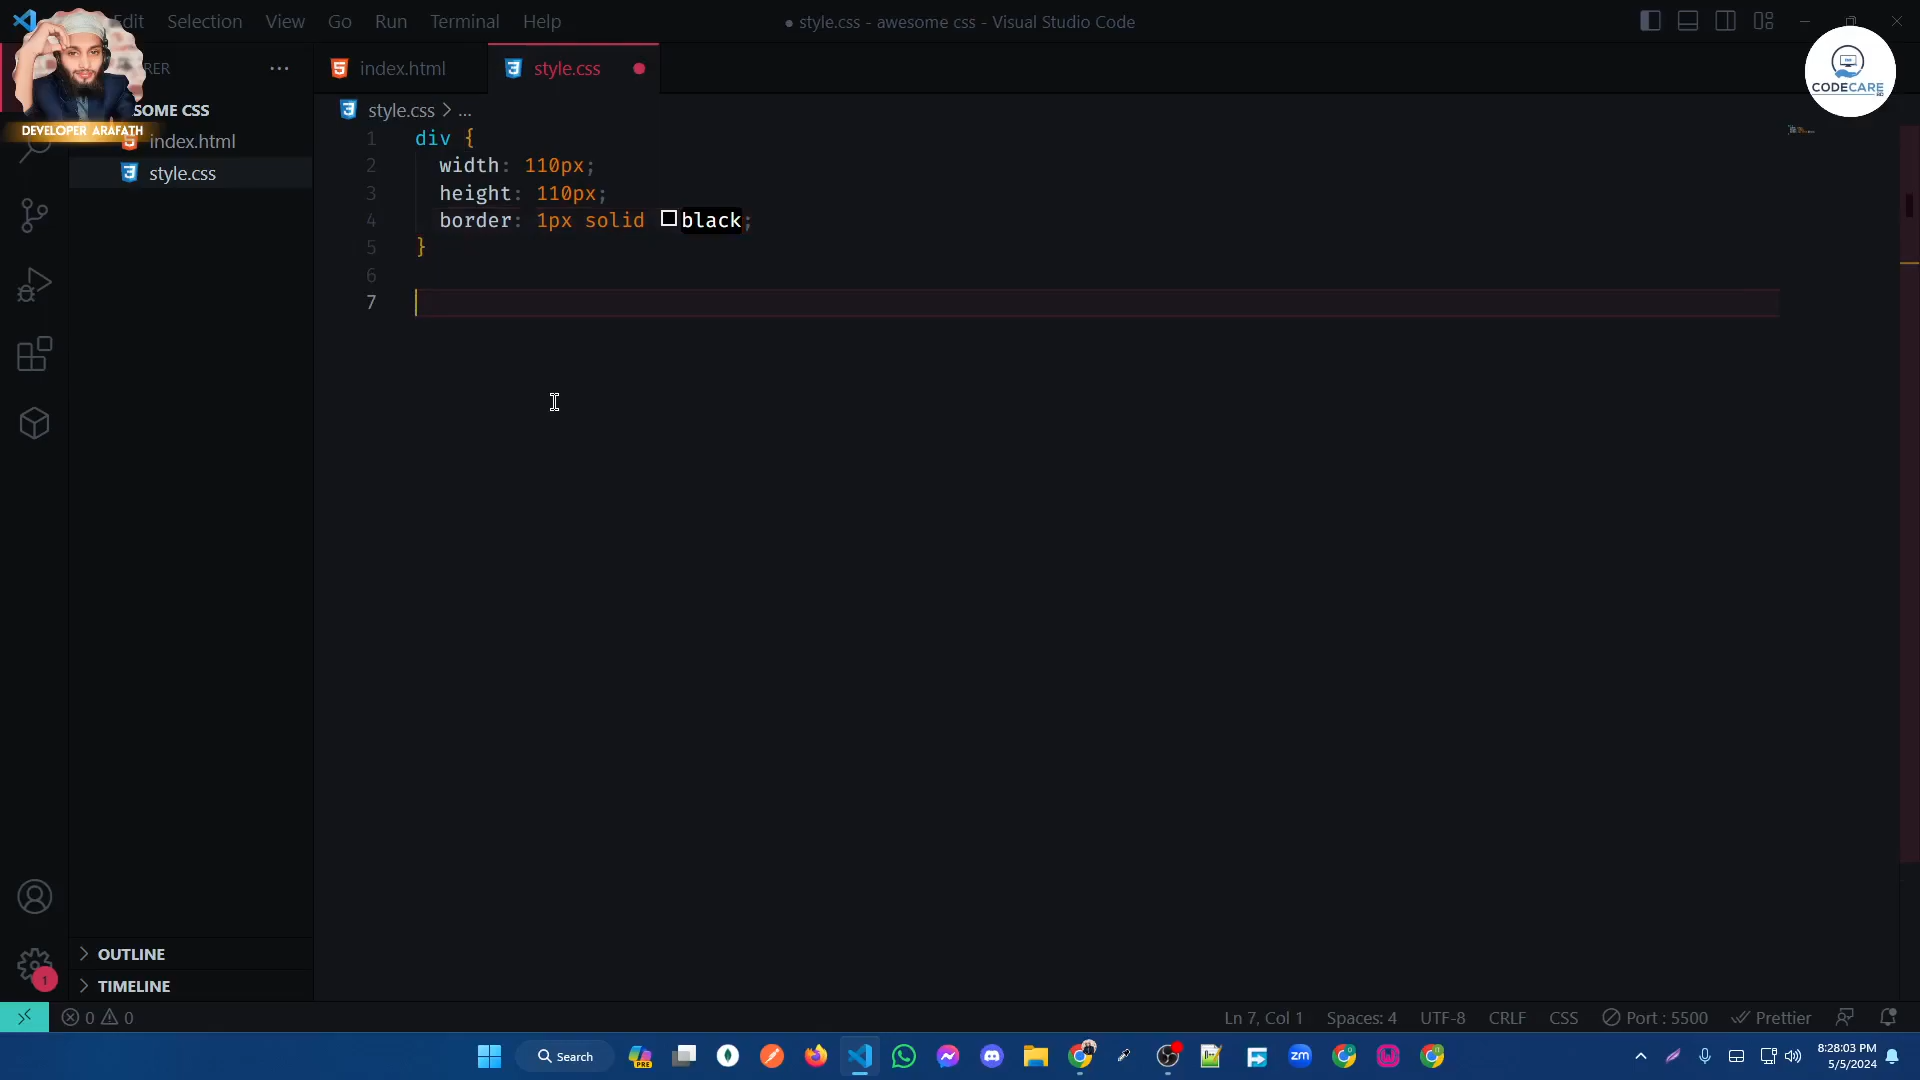 Edit Selection View Go Run Terminal Help
● style.css - awesome css - Visual Studio Code
RER ···
index.html
style.css
CODECARE
SOME CSS
DEVELOPER ARAFATH
index.html
style.css
style.css > ...
1 div {
2 width: 110px;
3 height: 110px;
4 border: 1px solid black;
5 }
6
7
OUTLINE
TIMELINE
1
0 0
Ln 7, Col 1 Spaces: 4 UTF-8 CRLF CSS Port : 5500 Prettier
Search
PRE
zm
8:28:03 PM
5/5/2024